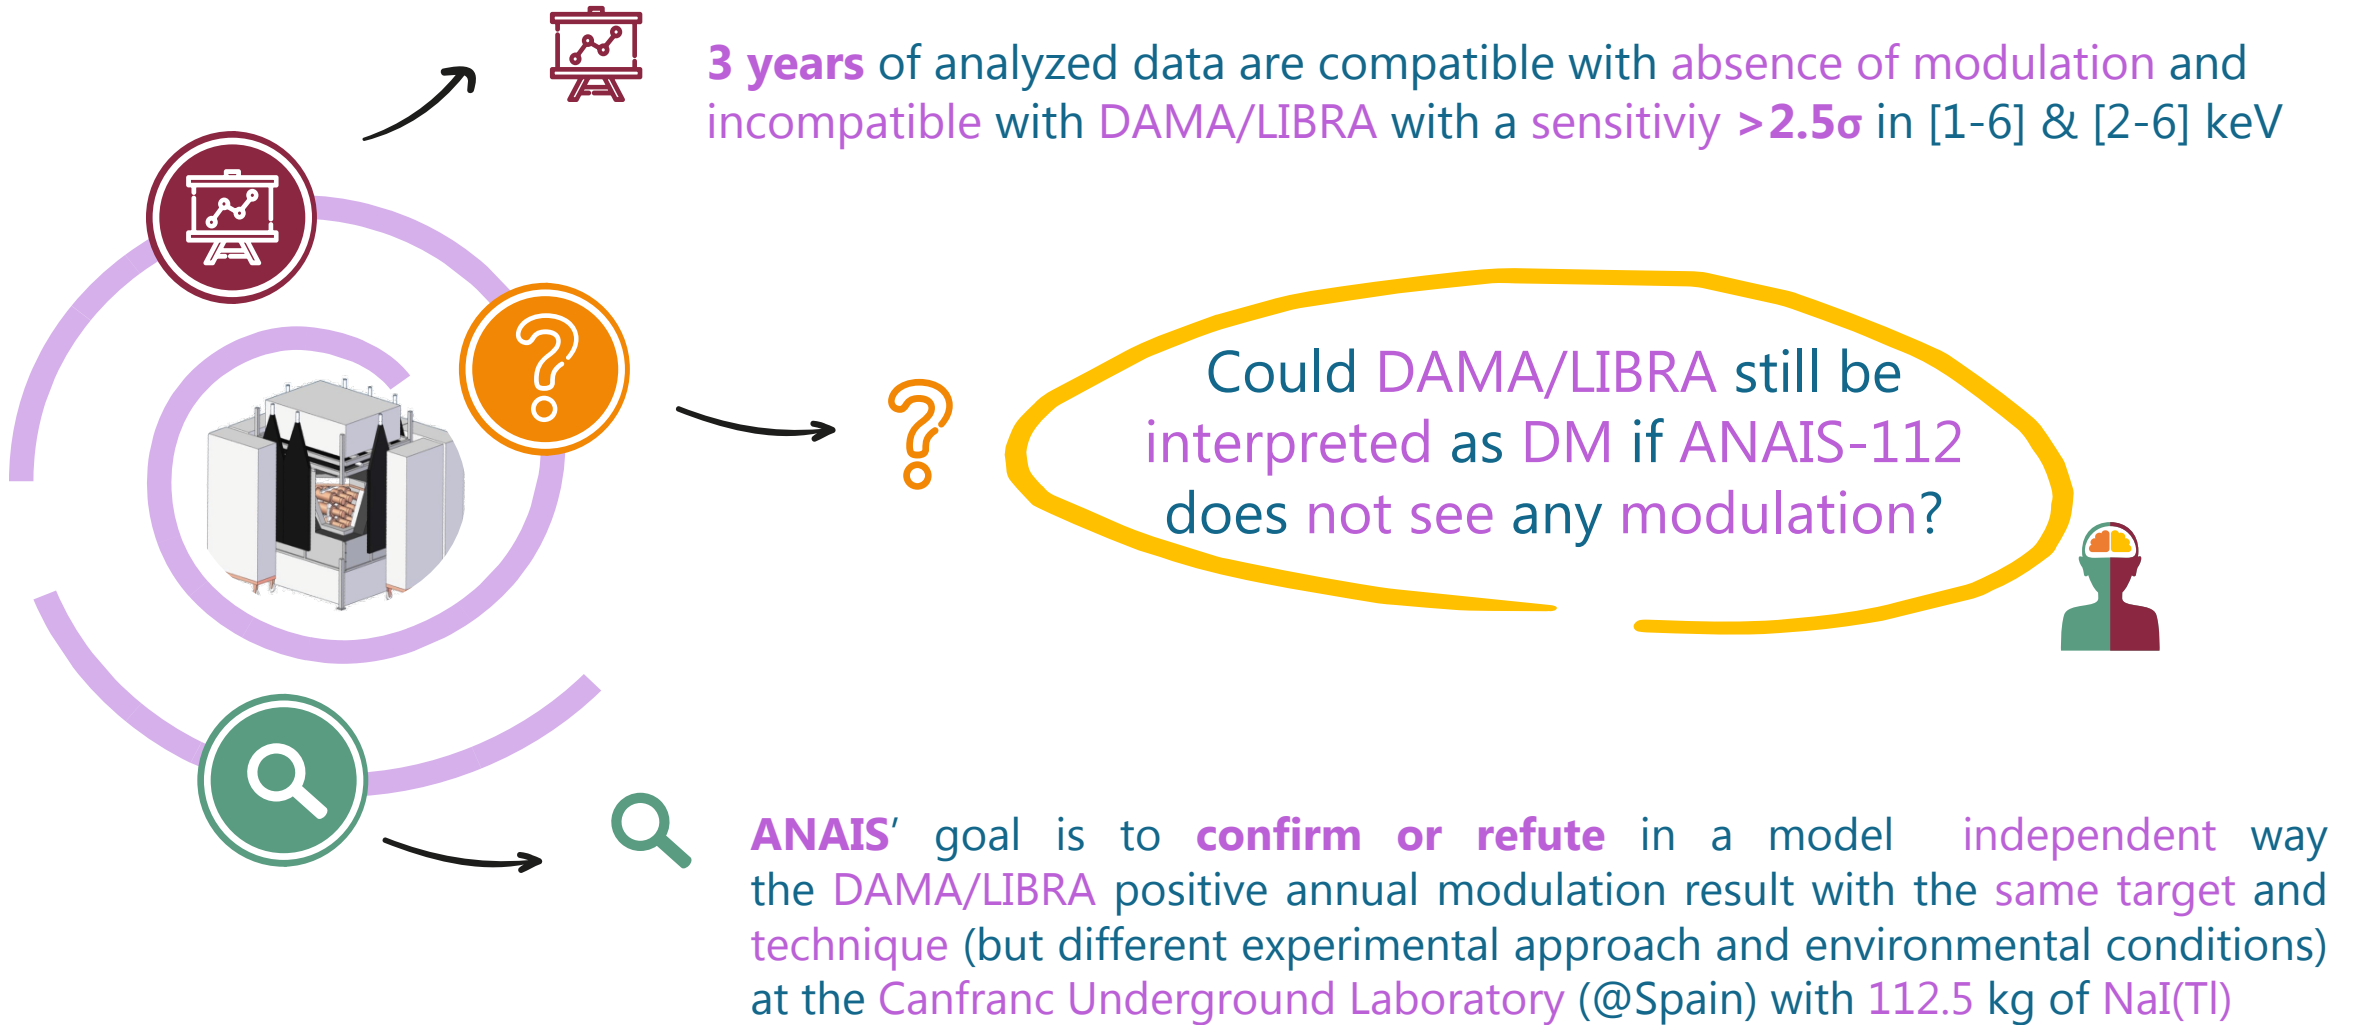 3 years of analyzed data are compatible with absence of modulation and
incompatible with DAMA/LIBRA with a sensitiviy >2.5σ in [1-6] & [2-6] keV
Could DAMA/LIBRA still be
interpreted as DM if ANAIS-112
does not see any modulation?
ANAIS’ goal is to confirm or refute in a model independent way
the DAMA/LIBRA positive annual modulation result with the same target and
technique (but different experimental approach and environmental conditions)
at the Canfranc Underground Laboratory (@Spain) with 112.5 kg of NaI(Tl)